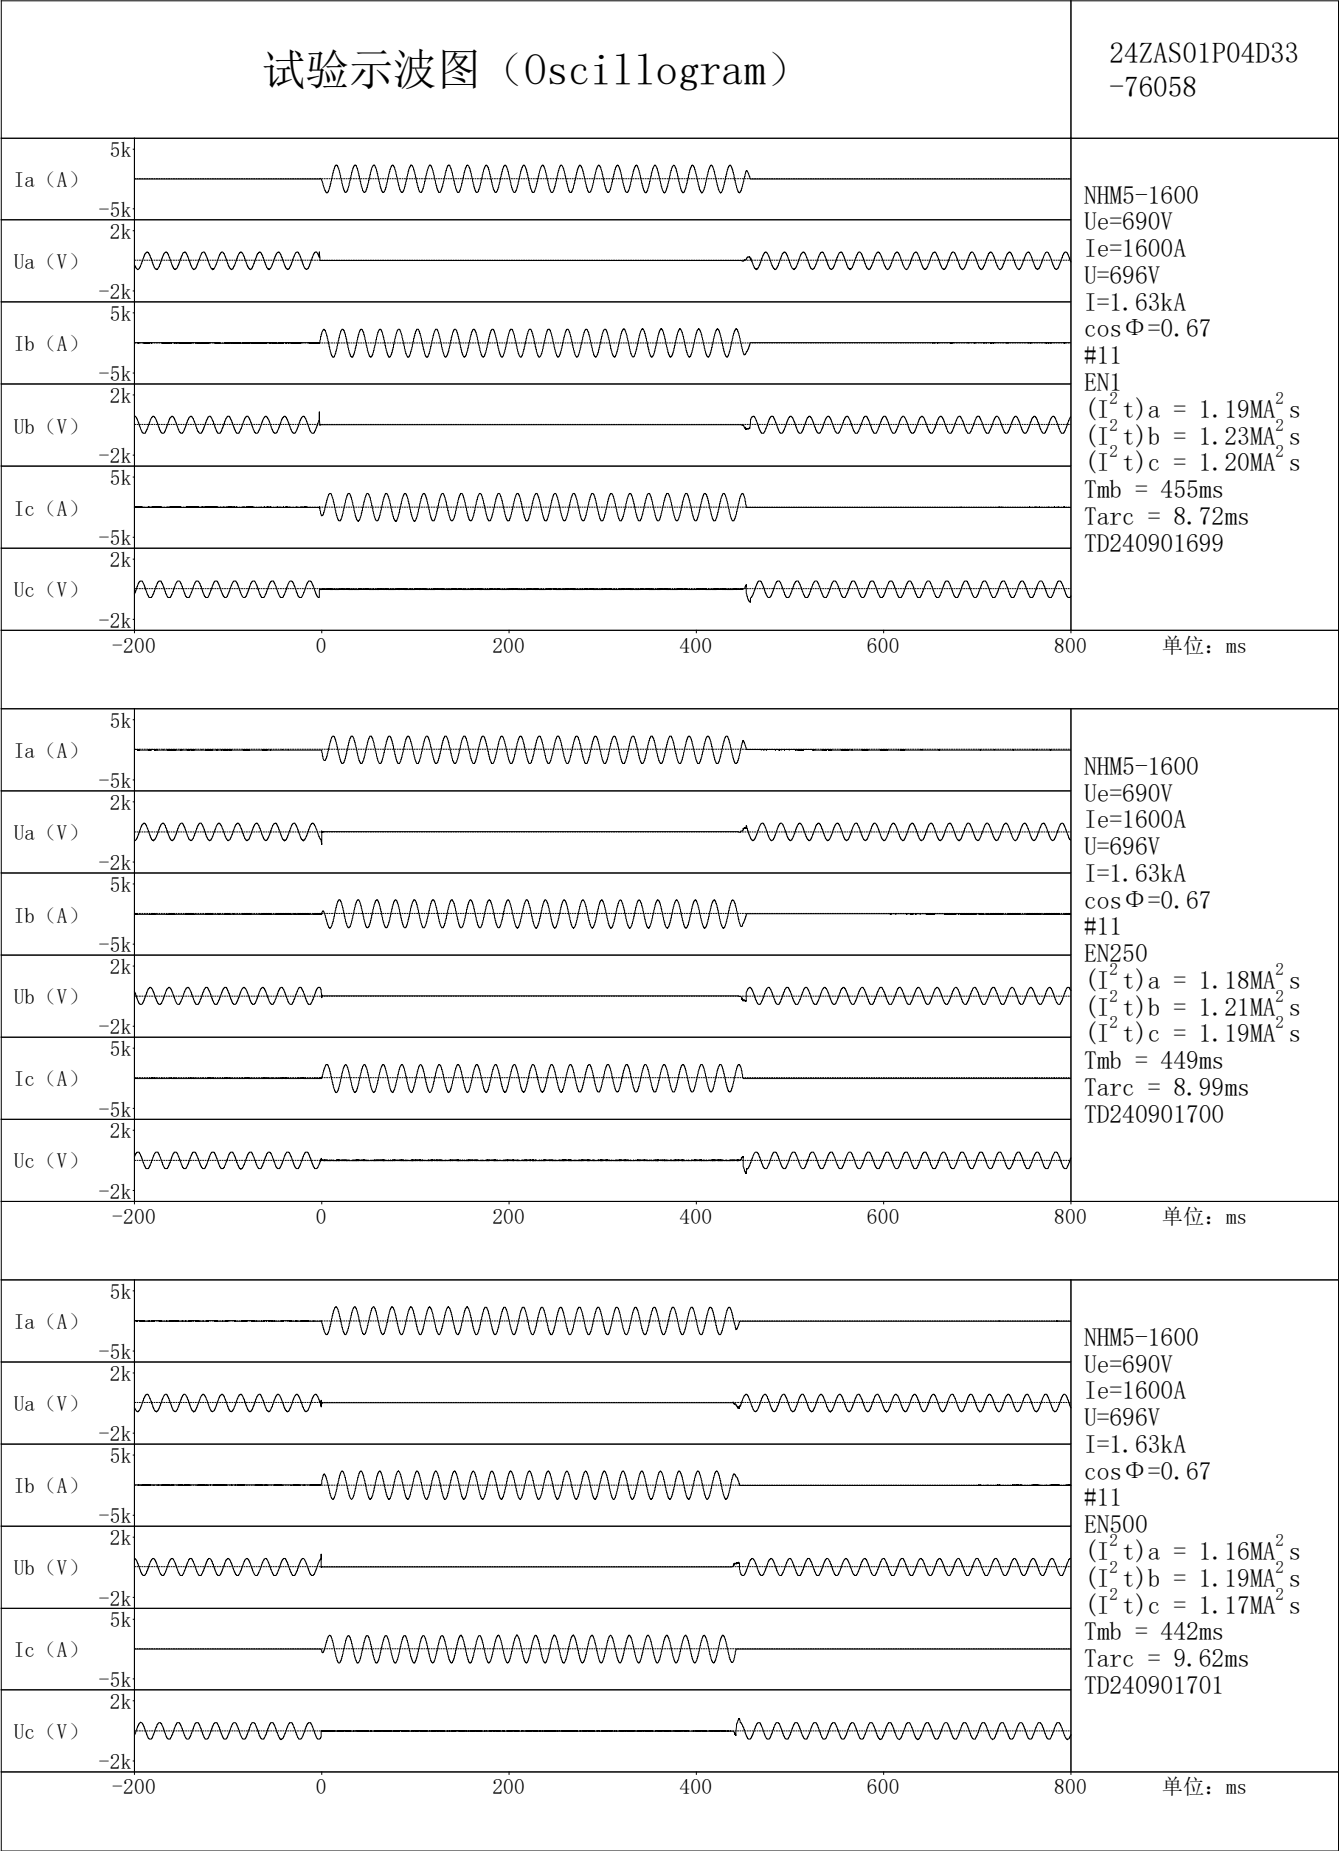 试验示波图（Oscillogram）
24ZAS01P04D33
-76058
5k
Ia（A）
-5k
2k
Ua（V）
-2k
5k
Ib（A）
-5k
2k
Ub（V）
-2k
5k
Ic（A）
-5k
2k
Uc（V）
-2k
-200 0 200 400 600 800 单位：ms
NHM5-1600
Ue=690V
Ie=1600A
U=696V
I=1.63kA
cosΦ=0.67
#11
EN1
(I²t)a = 1.19MA²s
(I²t)b = 1.23MA²s
(I²t)c = 1.20MA²s
Tmb = 455ms
Tarc = 8.72ms
TD240901699
5k
Ia（A）
-5k
2k
Ua（V）
-2k
5k
Ib（A）
-5k
2k
Ub（V）
-2k
5k
Ic（A）
-5k
2k
Uc（V）
-2k
-200 0 200 400 600 800 单位：ms
NHM5-1600
Ue=690V
Ie=1600A
U=696V
I=1.63kA
cosΦ=0.67
#11
EN250
(I²t)a = 1.18MA²s
(I²t)b = 1.21MA²s
(I²t)c = 1.19MA²s
Tmb = 449ms
Tarc = 8.99ms
TD240901700
5k
Ia（A）
-5k
2k
Ua（V）
-2k
5k
Ib（A）
-5k
2k
Ub（V）
-2k
5k
Ic（A）
-5k
2k
Uc（V）
-2k
-200 0 200 400 600 800 单位：ms
NHM5-1600
Ue=690V
Ie=1600A
U=696V
I=1.63kA
cosΦ=0.67
#11
EN500
(I²t)a = 1.16MA²s
(I²t)b = 1.19MA²s
(I²t)c = 1.17MA²s
Tmb = 442ms
Tarc = 9.62ms
TD240901701